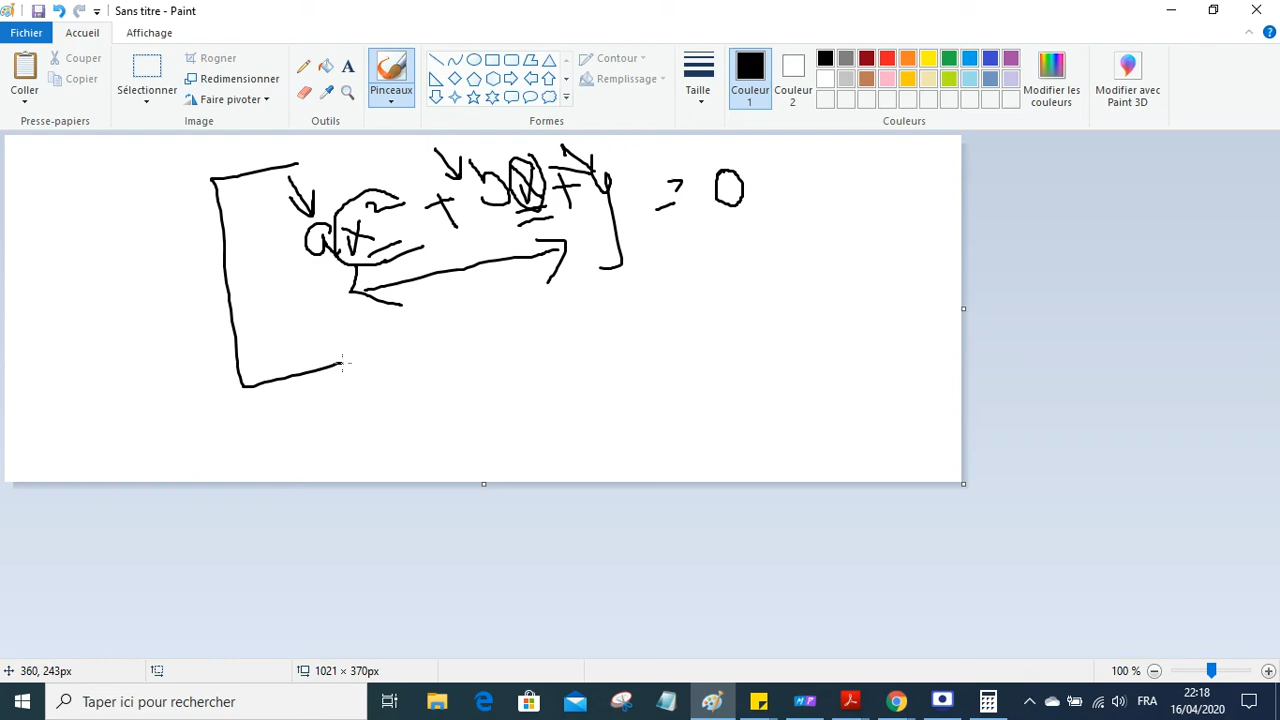 Sans titre - Paint
Fichier Accueil Affichage
Coller
Couper
Copier
Presse-papiers
Sélectionner
Rogner
Redimensionner
Faire pivoter
Image
A
Outils
Pinceaux
Contour
Remplissage
Formes
Taille
Couleur 1
Couleur 2
Modifier les couleurs
Couleurs
Modifier avec Paint 3D
ax² + bx + = 0
360, 243px
1021 × 370px
100 %
Taper ici pour rechercher
FRA
22:18
16/04/2020